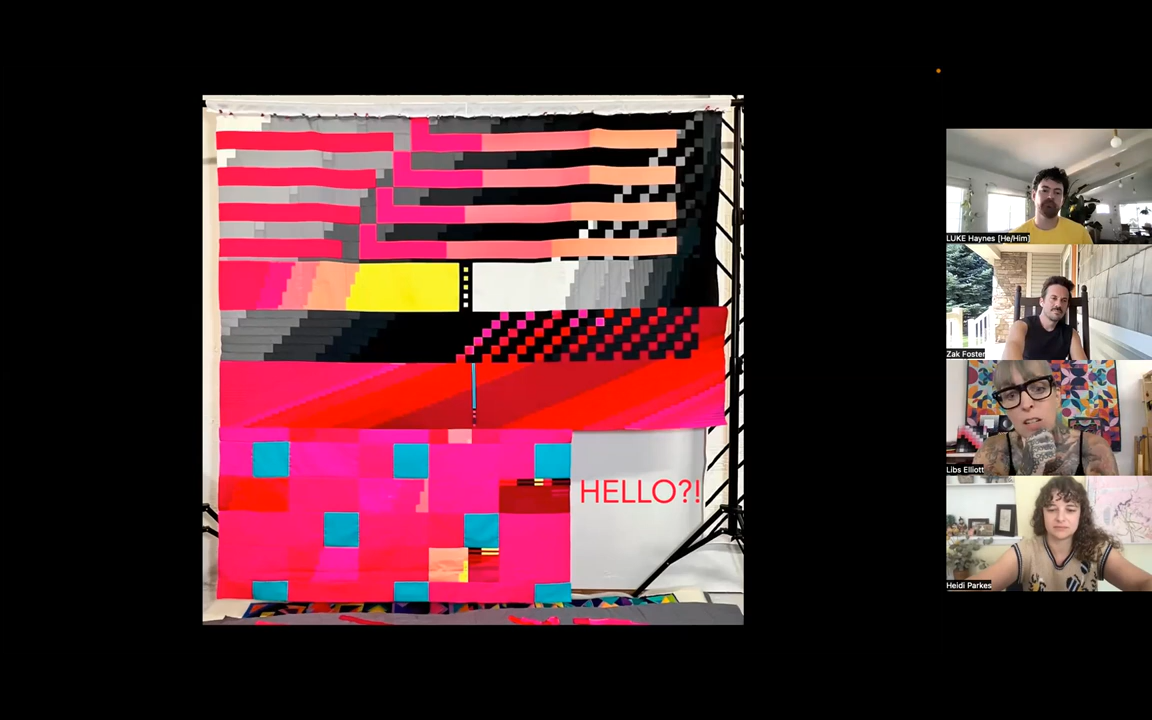 HELLO?!
LUKE Haynes [He/Him]
Zak Foster
Libs Elliott
Heidi Parkes